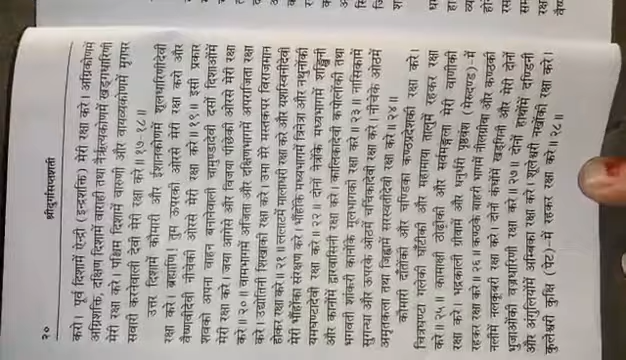 २०
श्रीदुर्गासप्तशत्याम्
करे। पूर्व दिशामें ऐन्द्री (इन्द्रशक्ति) मेरी रक्षा करे। अग्निकोणमें
अग्निशक्ति, दक्षिण दिशामें वाराही तथा नैर्ऋत्यकोणमें खड्गधारिणी
मेरी रक्षा करे। पश्चिम दिशामें वारुणी और वायव्यकोणमें मृगपर
सवारी करनेवाली देवी मेरी रक्षा करे॥ १७-१८॥
उत्तर दिशामें कौमारी और ईशानकोणमें शूलधारिणीदेवी
रक्षा करे। ब्रह्माणि! तुम ऊपरकी ओरसे मेरी रक्षा करो और
वैष्णवीदेवी नीचेकी ओरसे मेरी रक्षा करे॥ १९॥ इसी प्रकार
शवको अपना वाहन बनानेवाली चामुण्डादेवी दसों दिशाओंमें
मेरी रक्षा करे। जया आगेसे और विजया पीछेकी ओरसे मेरी रक्षा
करे॥ २०॥ वामभागमें अजिता और दक्षिणभागमें अपराजिता रक्षा
करे। उद्योतिनी शिखाकी रक्षा करे। उमा मेरे मस्तकपर विराजमान
होकर रक्षा करे॥ २१॥ ललाटमें मालाधरी रक्षा करे और यशस्विनीदेवी
मेरी भौंहोंका संरक्षण करे। भौंहोंके मध्यभागमें त्रिनेत्रा और नथुनोंकी
यमघण्टादेवी रक्षा करे॥ २२॥ दोनों नेत्रोंके मध्यभागमें शङ्खिनी
और कानोंमें द्वारवासिनी रक्षा करे। कालिकादेवी कपोलोंकी तथा
भगवती शांकरी कानोंके मूलभागकी रक्षा करे॥ २३॥ नासिकामें
सुगन्धा और ऊपरके ओठमें चर्चिकादेवी रक्षा करे। नीचेके ओठमें
अमृतकला तथा जिह्वामें सरस्वतीदेवी रक्षा करे॥ २४॥
कौमारी दाँतोंकी और चण्डिका कण्ठप्रदेशकी रक्षा करे।
चित्रघण्टा गलेकी घाँटीकी और महामाया तालुमें रहकर रक्षा
करे॥ २५॥ कामाक्षी ठोढ़ीकी और सर्वमङ्गला मेरी वाणीकी
रक्षा करे। भद्रकाली ग्रीवामें और धनुर्धरी पृष्ठवंश (मेरुदण्ड)-में
रहकर रक्षा करे॥ २६॥ कण्ठके बाहरी भागमें नीलग्रीवा और कण्ठकी
नलीमें नलकूबरी रक्षा करे। दोनों कंधोंमें खड्गिनी और मेरी दोनों
भुजाओंकी वज्रधारिणी रक्षा करे॥ २७॥ दोनों हाथोंमें दण्डिनी
और अंगुलियोंमें अम्बिका रक्षा करे। शूलेश्वरी नखोंकी रक्षा करे।
कुलेश्वरी कुक्षि (पेट)-में रहकर रक्षा करे॥ २८॥